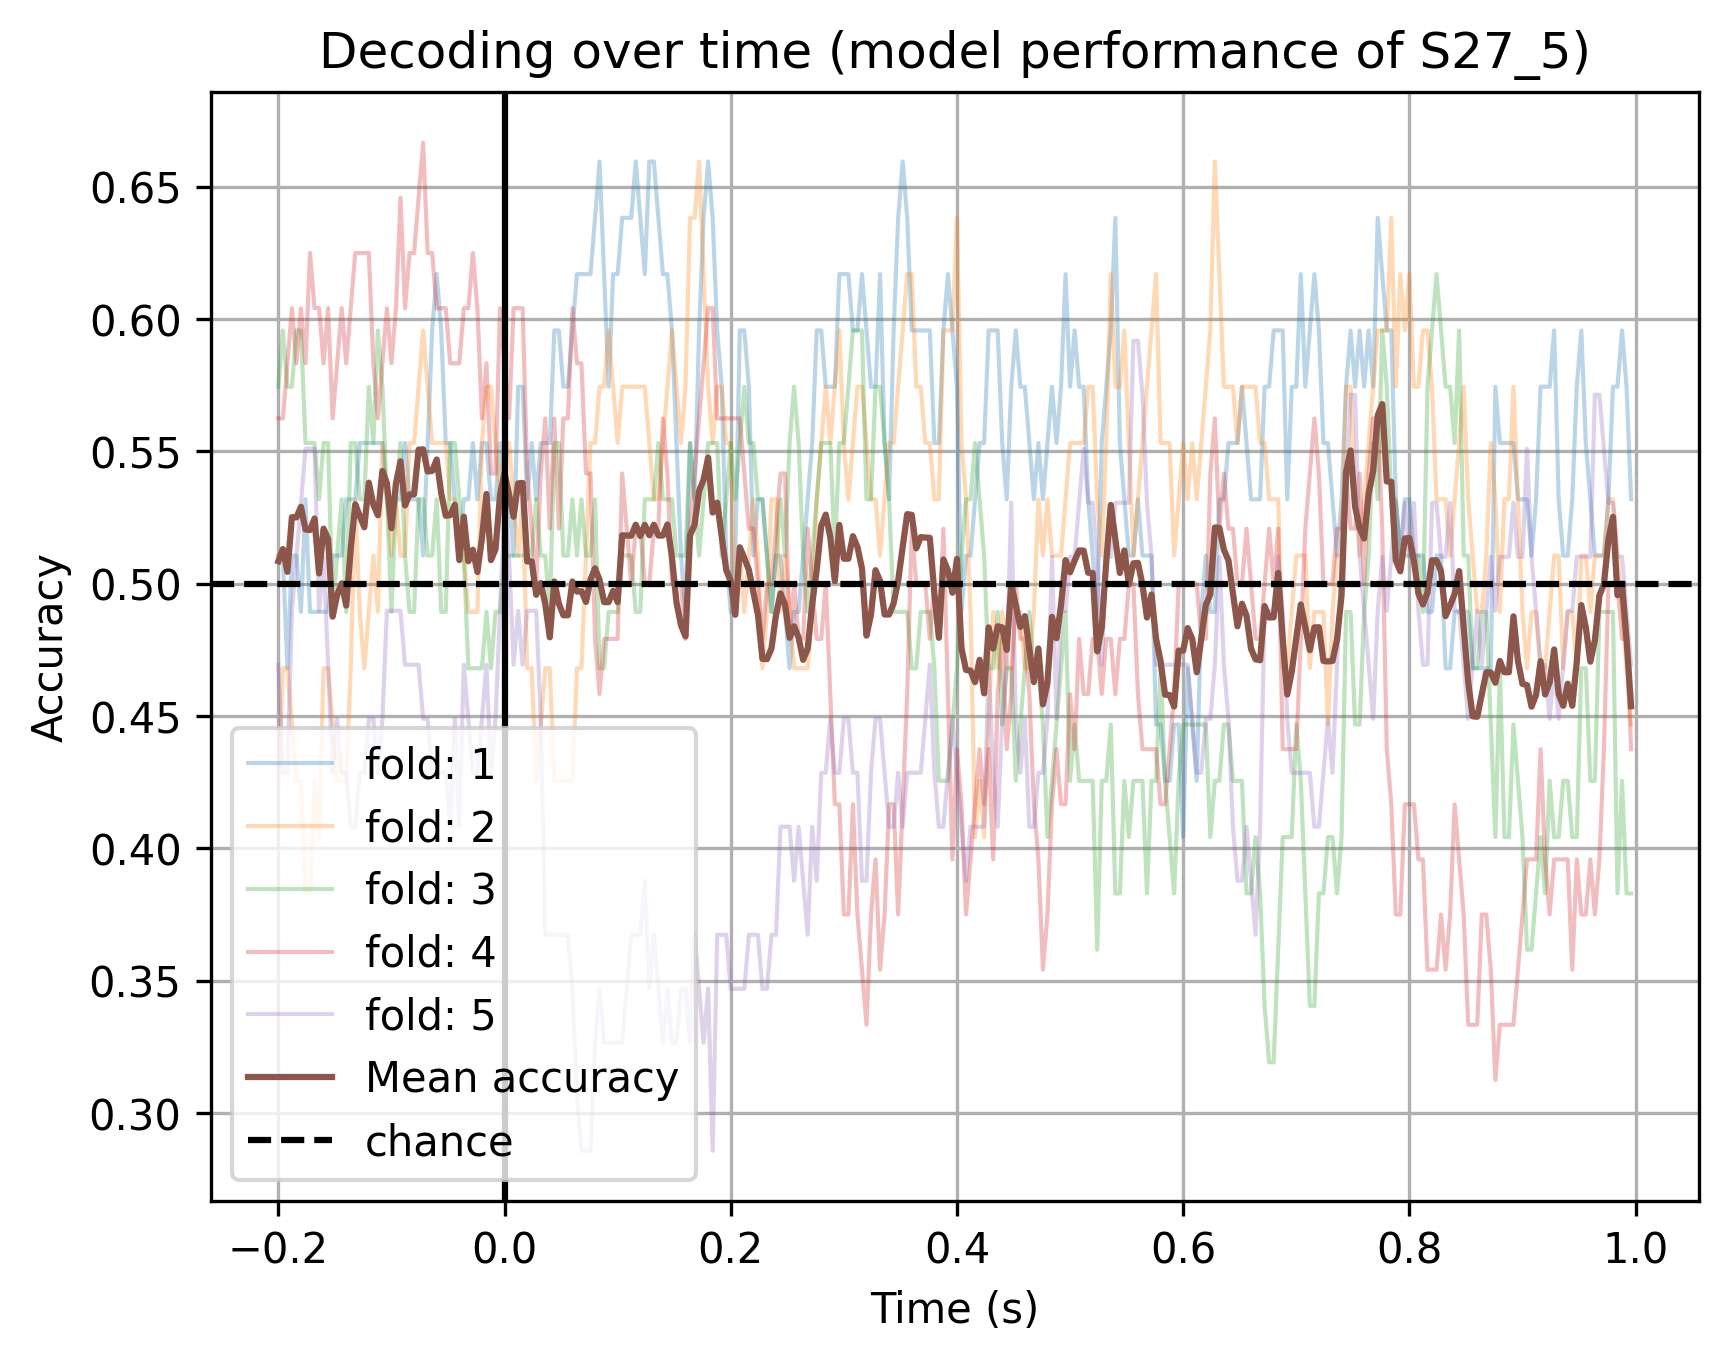 Decoding over time (model performance of S27_5)
Accuracy
0.65
0.60
0.55
0.50
0.45
0.40
0.35
0.30
fold: 1
fold: 2
fold: 3
fold: 4
fold: 5
Mean accuracy
chance
−0.2 0.0 0.2 0.4 0.6 0.8 1.0
Time (s)